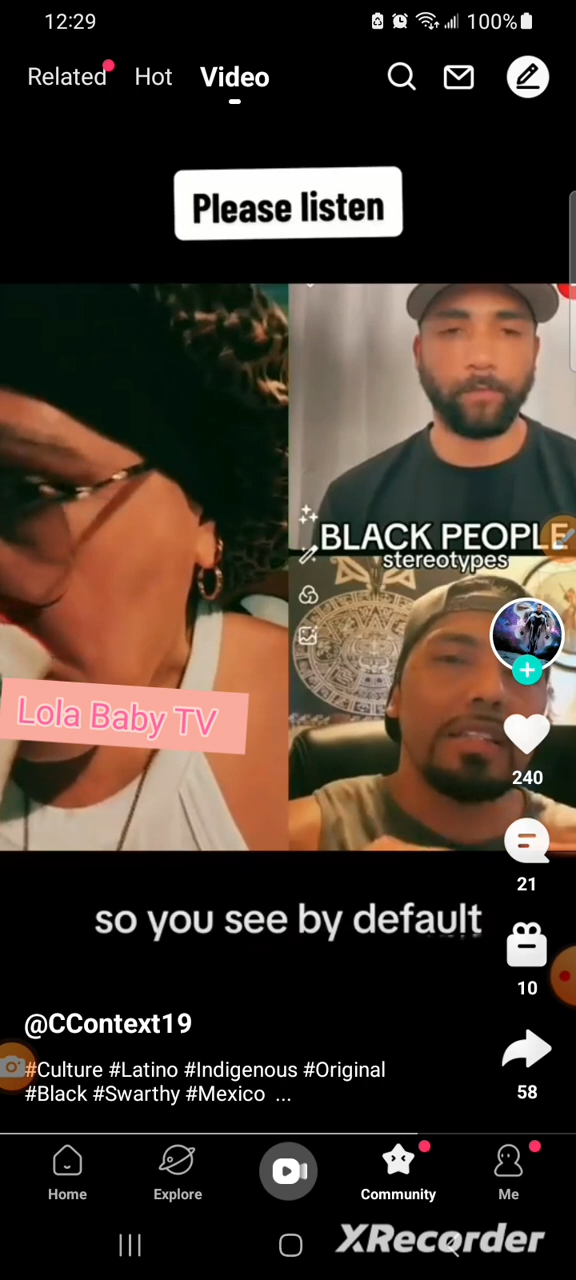 12:29
100%
Related Hot Video
Please listen
BLACK PEOPLE
stereotypes
Lola Baby TV
240
21
so you see by default
10
@CContext19
#Culture #Latino #Indigenous #Original
#Black #Swarthy #Mexico ...
58
Home Explore Community Me
XRecorder